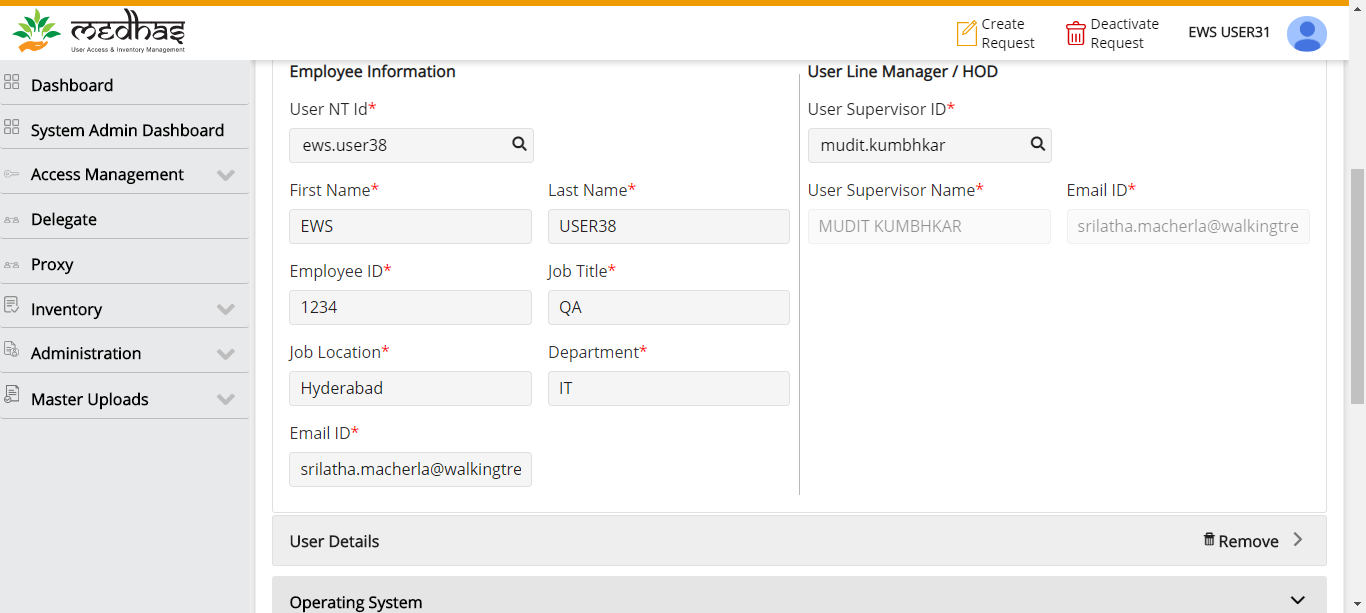 medhas
User Access & Inventory Management
Create
Request
Deactivate
Request
EWS USER31
Dashboard
System Admin Dashboard
Access Management
Delegate
Proxy
Inventory
Administration
Master Uploads
Employee Information
User NT Id*
ews.user38
First Name*
Last Name*
EWS
USER38
Employee ID*
Job Title*
1234
QA
Job Location*
Department*
Hyderabad
IT
Email ID*
srilatha.macherla@walkingtre
User Line Manager / HOD
User Supervisor ID*
mudit.kumbhkar
User Supervisor Name*
Email ID*
MUDIT KUMBHKAR
srilatha.macherla@walkingtre
User Details
Remove
Operating System